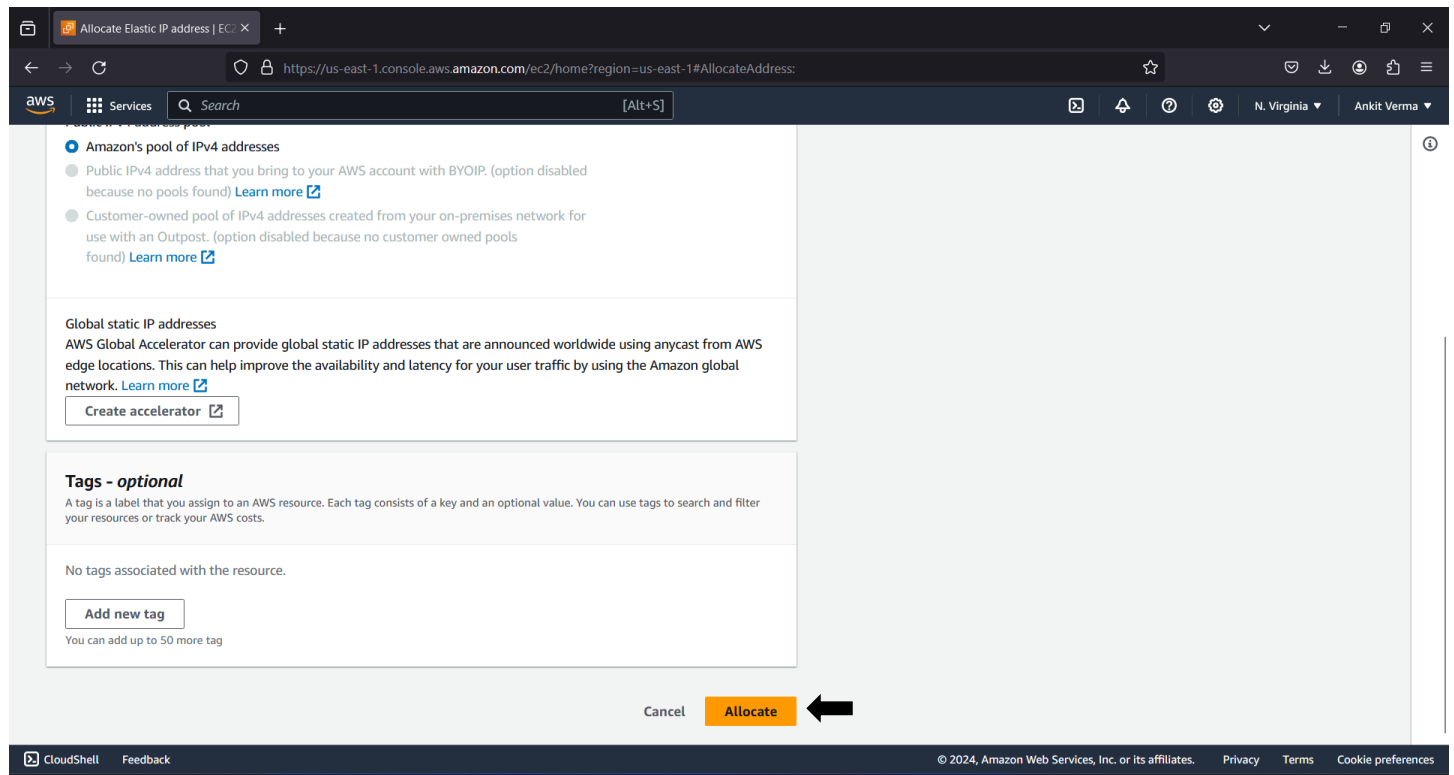 Allocate Elastic IP address | EC2
https://us-east-1.console.aws.amazon.com/ec2/home?region=us-east-1#AllocateAddress:
aws Services Search [Alt+S] N. Virginia ▼ Ankit Verma ▼
Public IPv4 address pool
Amazon's pool of IPv4 addresses
Public IPv4 address that you bring to your AWS account with BYOIP. (option disabled
because no pools found) Learn more
Customer-owned pool of IPv4 addresses created from your on-premises network for
use with an Outpost. (option disabled because no customer owned pools
found) Learn more
Global static IP addresses
AWS Global Accelerator can provide global static IP addresses that are announced worldwide using anycast from AWS
edge locations. This can help improve the availability and latency for your user traffic by using the Amazon global
network. Learn more
Create accelerator
Tags - optional
A tag is a label that you assign to an AWS resource. Each tag consists of a key and an optional value. You can use tags to search and filter
your resources or track your AWS costs.
No tags associated with the resource.
Add new tag
You can add up to 50 more tag
Cancel Allocate
CloudShell Feedback © 2024, Amazon Web Services, Inc. or its affiliates. Privacy Terms Cookie preferences